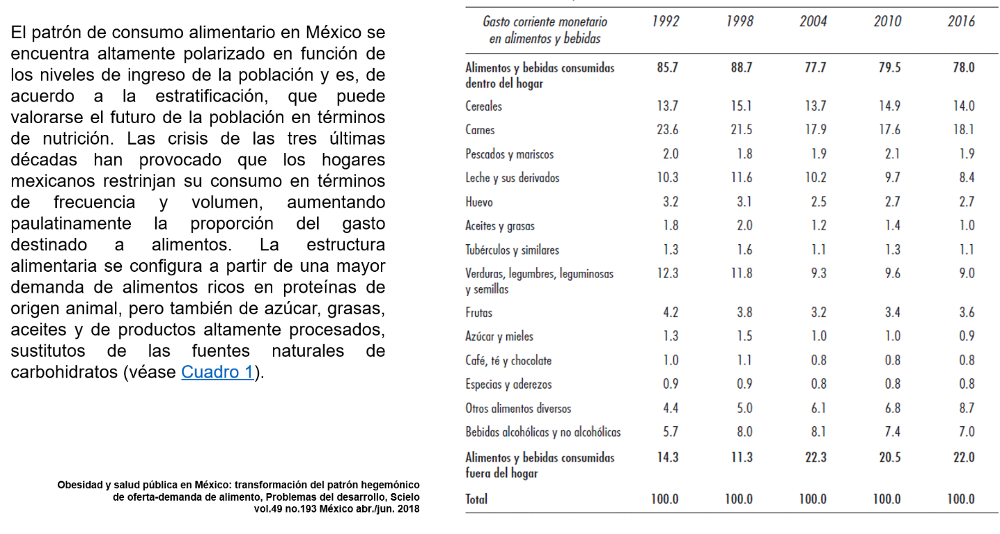 El patrón de consumo alimentario en México se
encuentra altamente polarizado en función de
los niveles de ingreso de la población y es, de
acuerdo a la estratificación, que puede
valorarse el futuro de la población en términos
de nutrición. Las crisis de las tres últimas
décadas han provocado que los hogares
mexicanos restrinjan su consumo en términos
de frecuencia y volumen, aumentando
paulatinamente la proporción del gasto
destinado a alimentos. La estructura
alimentaria se configura a partir de una mayor
demanda de alimentos ricos en proteínas de
origen animal, pero también de azúcar, grasas,
aceites y de productos altamente procesados,
sustitutos de las fuentes naturales de
carbohidratos (véase Cuadro 1).
Obesidad y salud pública en México: transformación del patrón hegemónico
de oferta-demanda de alimento, Problemas del desarrollo, Scielo
vol.49 no.193 México abr./jun. 2018
Gasto corriente monetario 1992 1998 2004 2010 2016
en alimentos y bebidas
Alimentos y bebidas consumidas 85.7 88.7 77.7 79.5 78.0
dentro del hogar
Cereales 13.7 15.1 13.7 14.9 14.0
Carnes 23.6 21.5 17.9 17.6 18.1
Pescados y mariscos 2.0 1.8 1.9 2.1 1.9
Leche y sus derivados 10.3 11.6 10.2 9.7 8.4
Huevo 3.2 3.1 2.5 2.7 2.7
Aceites y grasas 1.8 2.0 1.2 1.4 1.0
Tubérculos y similares 1.3 1.6 1.1 1.3 1.1
Verduras, legumbres, leguminosas 12.3 11.8 9.3 9.6 9.0
y semillas
Frutas 4.2 3.8 3.2 3.4 3.6
Azúcar y mieles 1.3 1.5 1.0 1.0 0.9
Café, té y chocolate 1.0 1.1 0.8 0.8 0.8
Especias y aderezos 0.9 0.9 0.8 0.8 0.8
Otros alimentos diversos 4.4 5.0 6.1 6.8 8.7
Bebidas alcohólicas y no alcohólicas 5.7 8.0 8.1 7.4 7.0
Alimentos y bebidas consumidas 14.3 11.3 22.3 20.5 22.0
fuera del hogar
Total 100.0 100.0 100.0 100.0 100.0